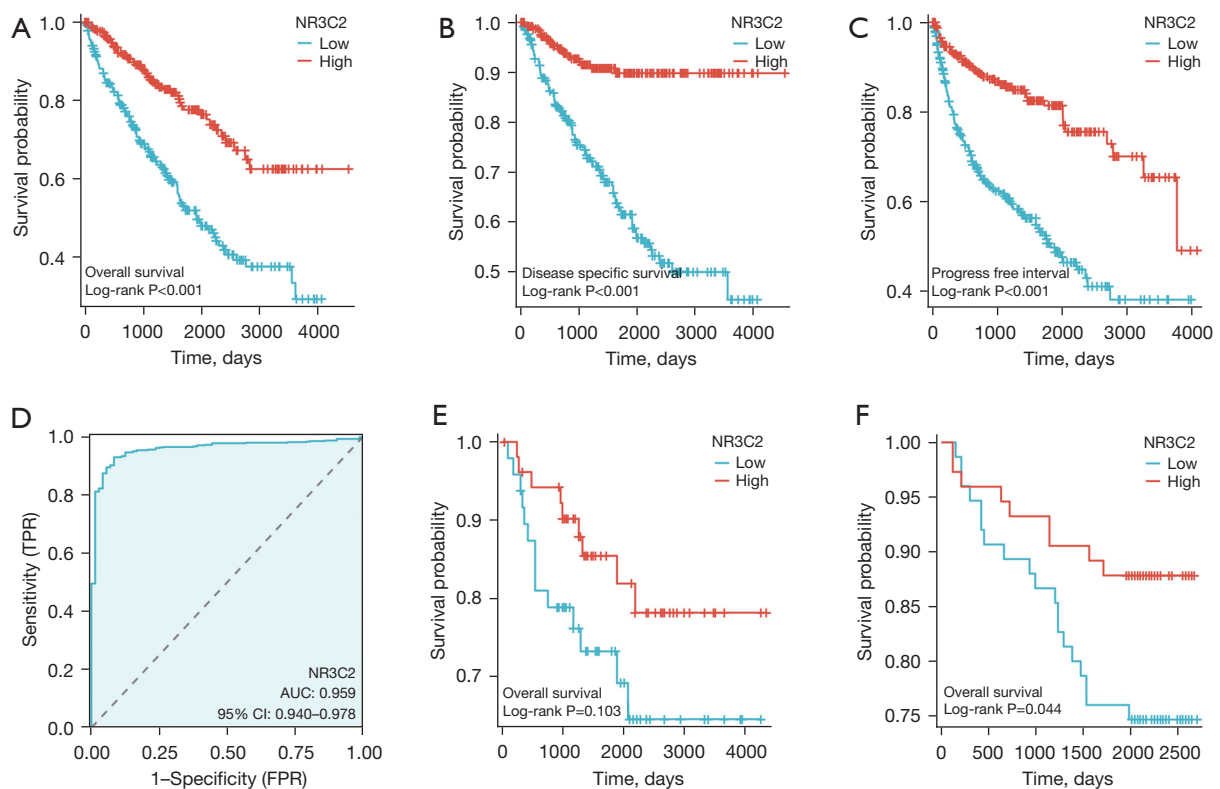 A
NR3C2
Low
High
1.0
0.8
0.6
0.4
Survival probability
Overall survival
Log-rank P<0.001
0
1000
2000
3000
4000
Time, days
B
NR3C2
Low
High
1.0
0.9
0.8
0.7
0.6
0.5
Survival probability
Disease specific survival
Log-rank P<0.001
0
1000
2000
3000
4000
Time, days
C
NR3C2
Low
High
1.0
0.8
0.6
0.4
Survival probability
Progress free interval
Log-rank P<0.001
0
1000
2000
3000
4000
Time, days
D
1.0
0.8
0.6
0.4
0.2
0.0
Sensitivity (TPR)
NR3C2
AUC: 0.959
95% CI: 0.940–0.978
0.00
0.25
0.50
0.75
1.00
1–Specificity (FPR)
E
NR3C2
Low
High
1.0
0.9
0.8
0.7
Survival probability
Overall survival
Log-rank P=0.103
0
1000
2000
3000
4000
Time, days
F
NR3C2
Low
High
1.00
0.95
0.90
0.85
0.80
0.75
Survival probability
Overall survival
Log-rank P=0.044
0
500
1000
1500
2000
2500
Time, days